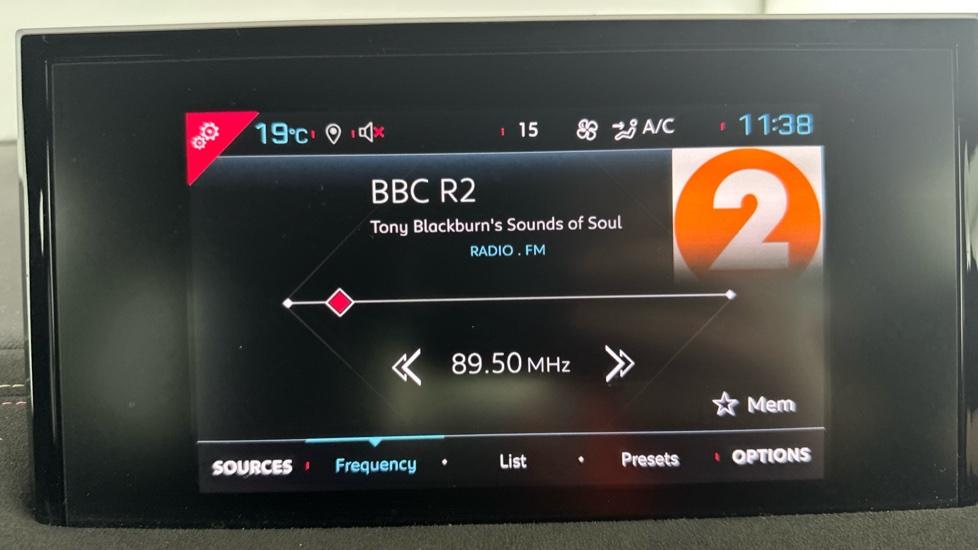 19°C 15 A/C 11:38
BBC R2
Tony Blackburn's Sounds of Soul
RADIO . FM
2
89.50 MHz
Mem
SOURCES Frequency List Presets OPTIONS